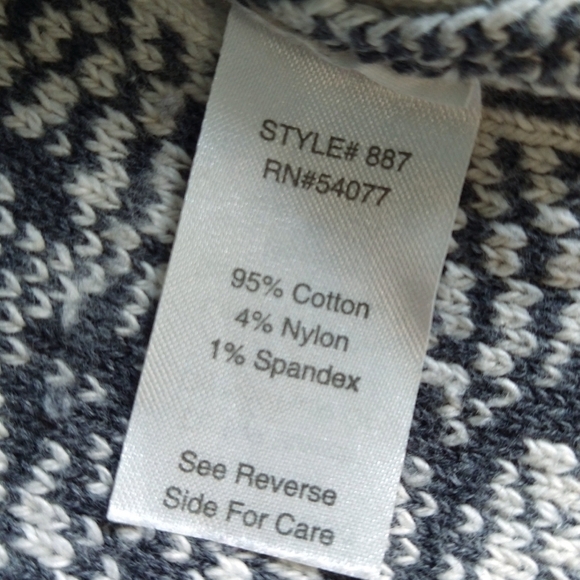 STYLE# 887
RN#54077
95% Cotton
4% Nylon
1% Spandex
See Reverse
Side For Care